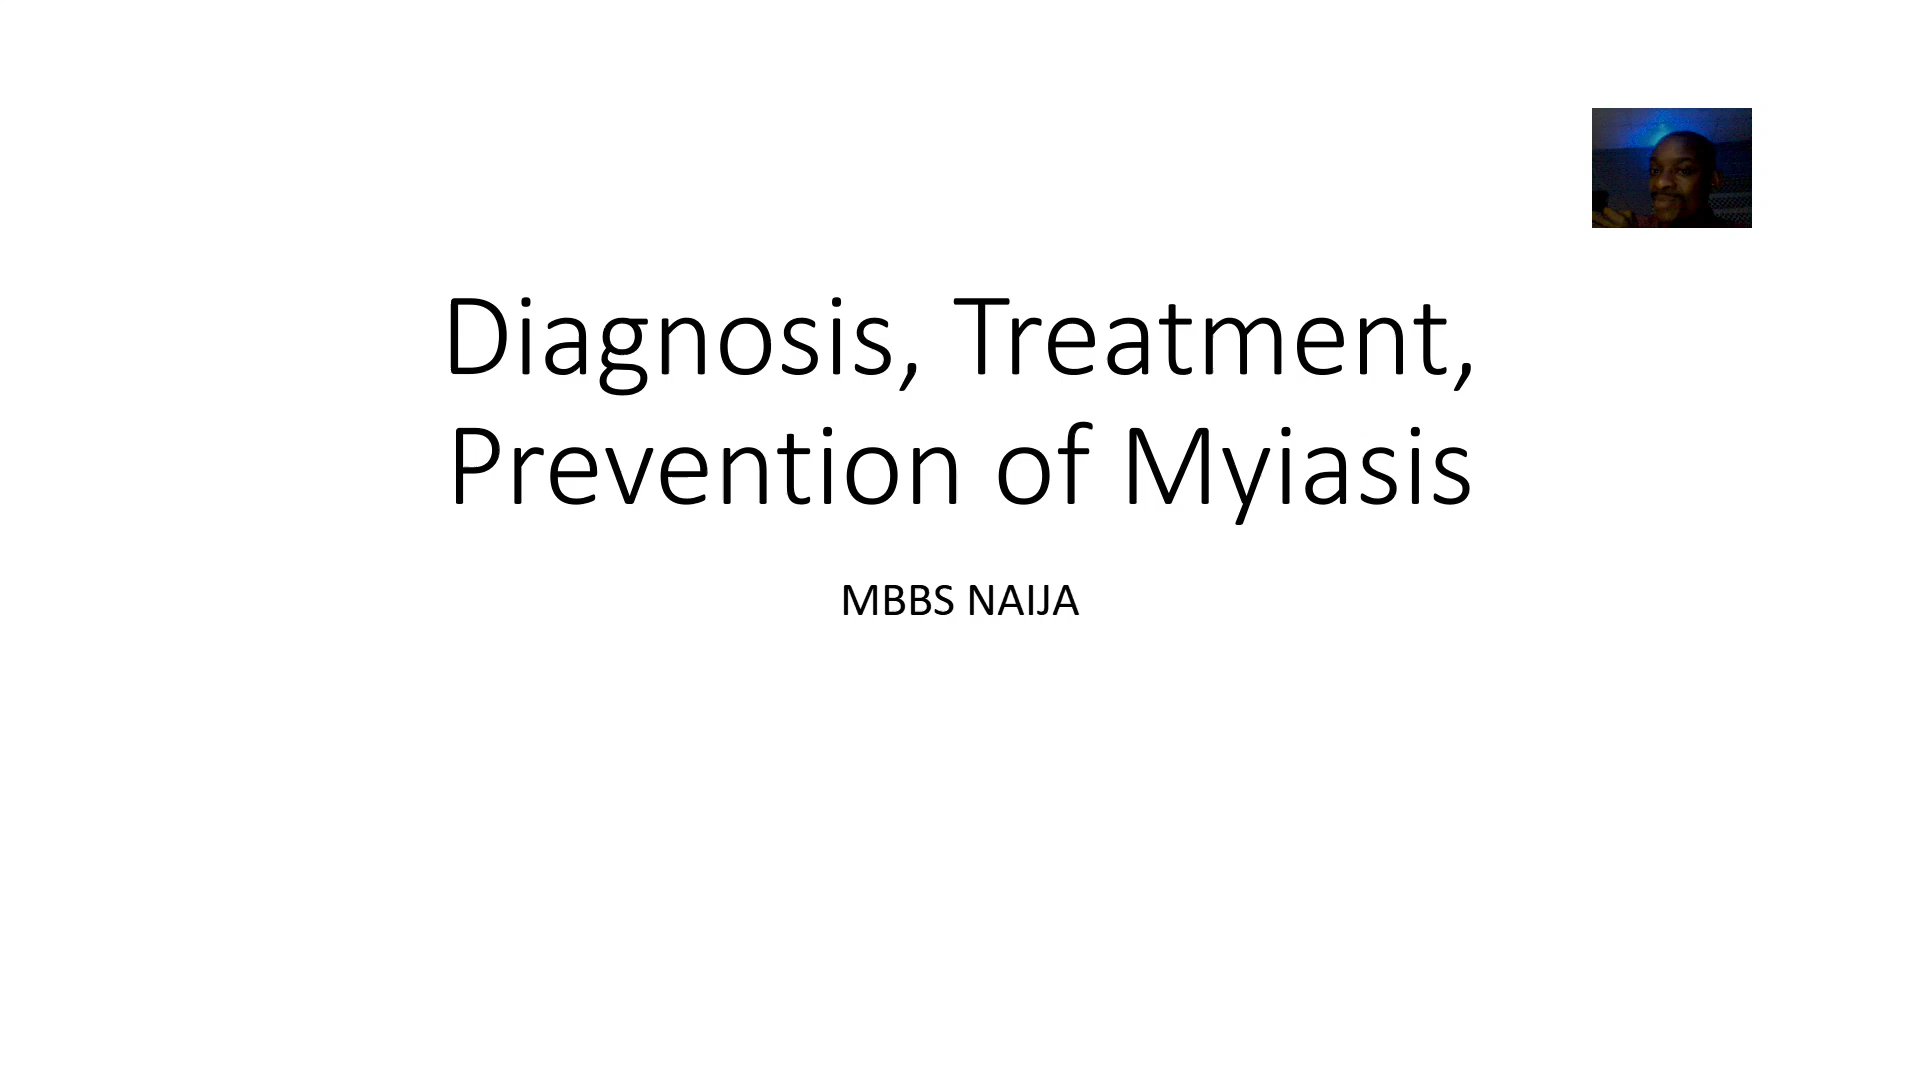 Diagnosis, Treatment,
Prevention of Myiasis
MBBS NAIJA